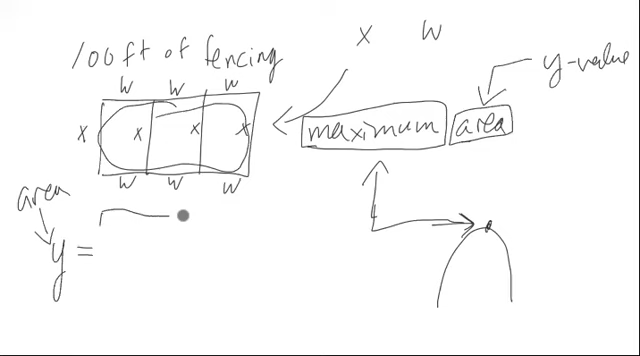 x w
100 ft of fencing
y-value
w w w
maximum area
x x x x
w w w
area
y =